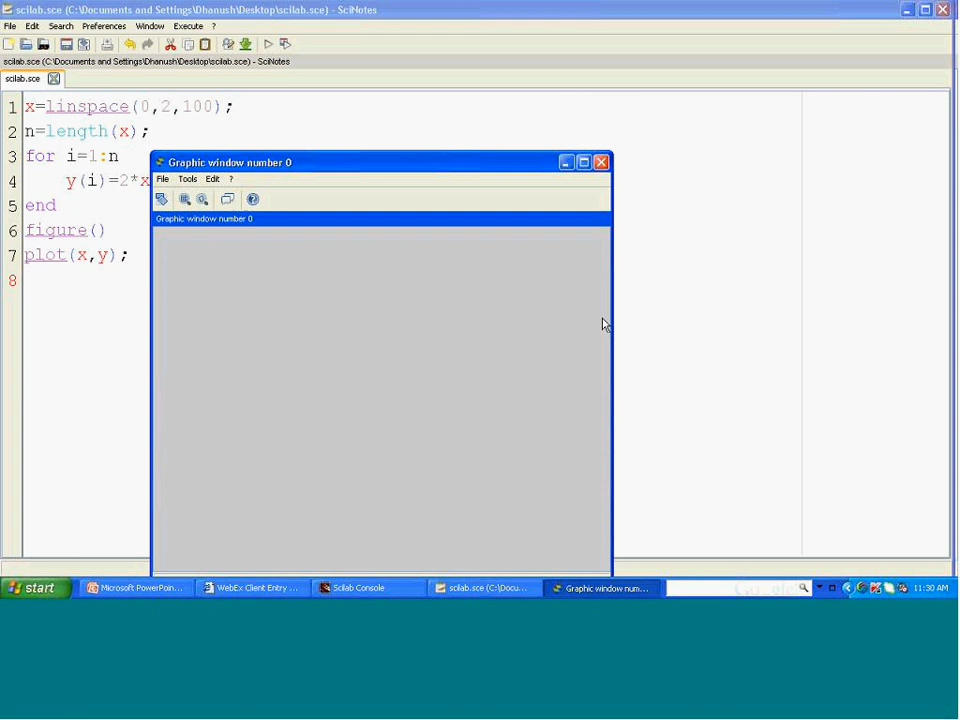 scilab.sce (C:\Documents and Settings\Dhanush\Desktop\scilab.sce) - SciNotes
File Edit Search Preferences Window Execute ?
scilab.sce (C:\Documents and Settings\Dhanush\Desktop\scilab.sce) - SciNotes
scilab.sce
1 x=linspace(0,2,100);
2 n=length(x);
3 for i=1:n
4 y(i)=2*x
5 end
6 figure()
7 plot(x,y);
8
Graphic window number 0
File Tools Edit ?
Graphic window number 0
start Microsoft PowerPoin... WebEx Client Entry ... Scilab Console scilab.sce (C:\Docu... Graphic window num... 11:30 AM